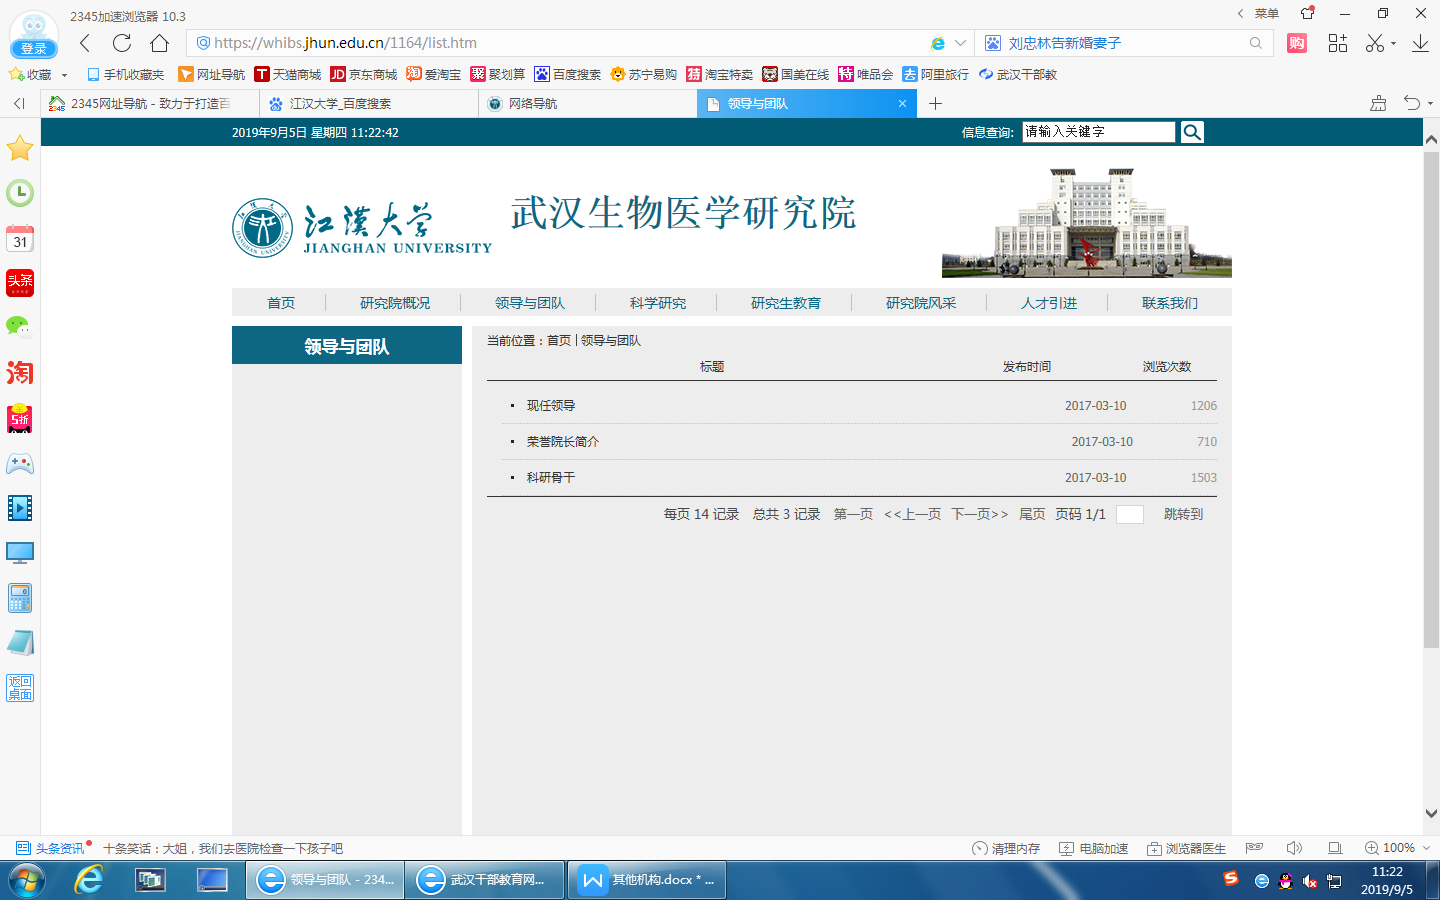 2345加速浏览器 10.3
菜单
登录
https://whibs.jhun.edu.cn/1164/list.htm
刘忠林告新婚妻子
购
收藏 手机收藏夹 网址导航 天猫商城 京东商城 爱淘宝 聚划算 百度搜索 苏宁易购 淘宝特卖 国美在线 唯品会 阿里旅行 武汉干部教
2345网址导航 - 致力于打造百 江汉大学_百度搜索 网络导航 领导与团队
2019年9月5日 星期四 11:22:42
信息查询: 请输入关键字
31
头条
淘
5折
返回
桌面
江汉大学
JIANGHAN UNIVERSITY
武汉生物医学研究院
首页 研究院概况 领导与团队 科学研究 研究生教育 研究院风采 人才引进 联系我们
领导与团队
当前位置：首页 | 领导与团队
标题 发布时间 浏览次数
现任领导 2017-03-10 1206
荣誉院长简介 2017-03-10 710
科研骨干 2017-03-10 1503
每页 14 记录 总共 3 记录 第一页 <<上一页 下一页>> 尾页 页码 1/1 跳转到
头条资讯 十条笑话：大姐，我们去医院检查一下孩子吧
清理内存 电脑加速 浏览器医生 100%
领导与团队 - 234... 武汉干部教育网... 其他机构.docx * ...
11:22
2019/9/5